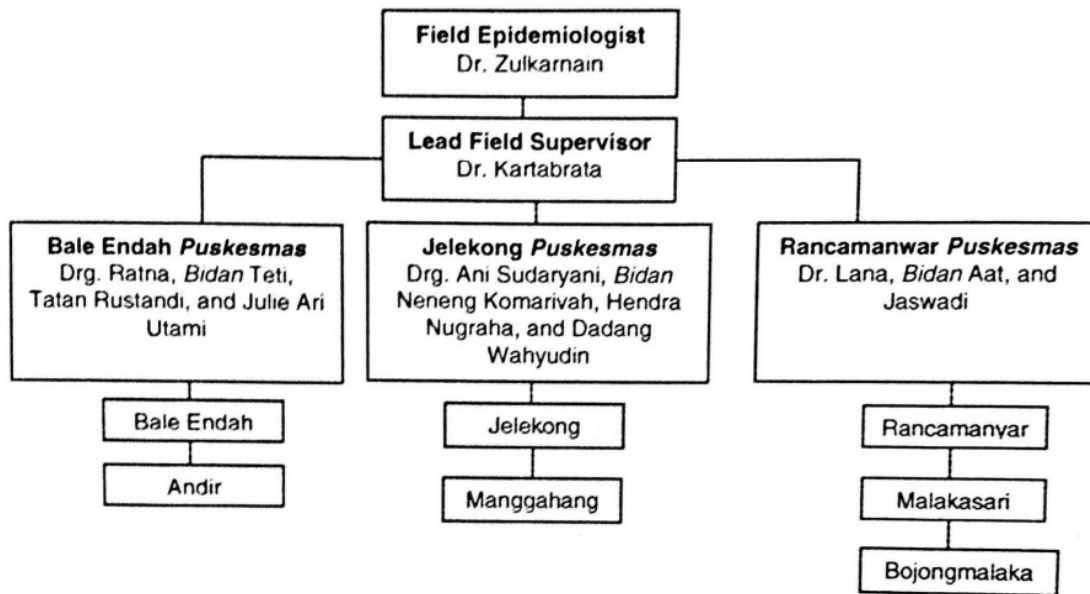 Field Epidemiologist
Dr. Zulkarnain
Lead Field Supervisor
Dr. Kartabrata
Bale Endah Puskesmas
Drg. Ratna, Bidan Teti,
Tatan Rustandi, and Julie Ari
Utami
Jelekong Puskesmas
Drg. Ani Sudaryani, Bidan
Neneng Komarivah, Hendra
Nugraha, and Dadang
Wahyudin
Rancamanwar Puskesmas
Dr. Lana, Bidan Aat, and
Jaswadi
Bale Endah
Andir
Jelekong
Manggahang
Rancamanyar
Malakasari
Bojongmalaka